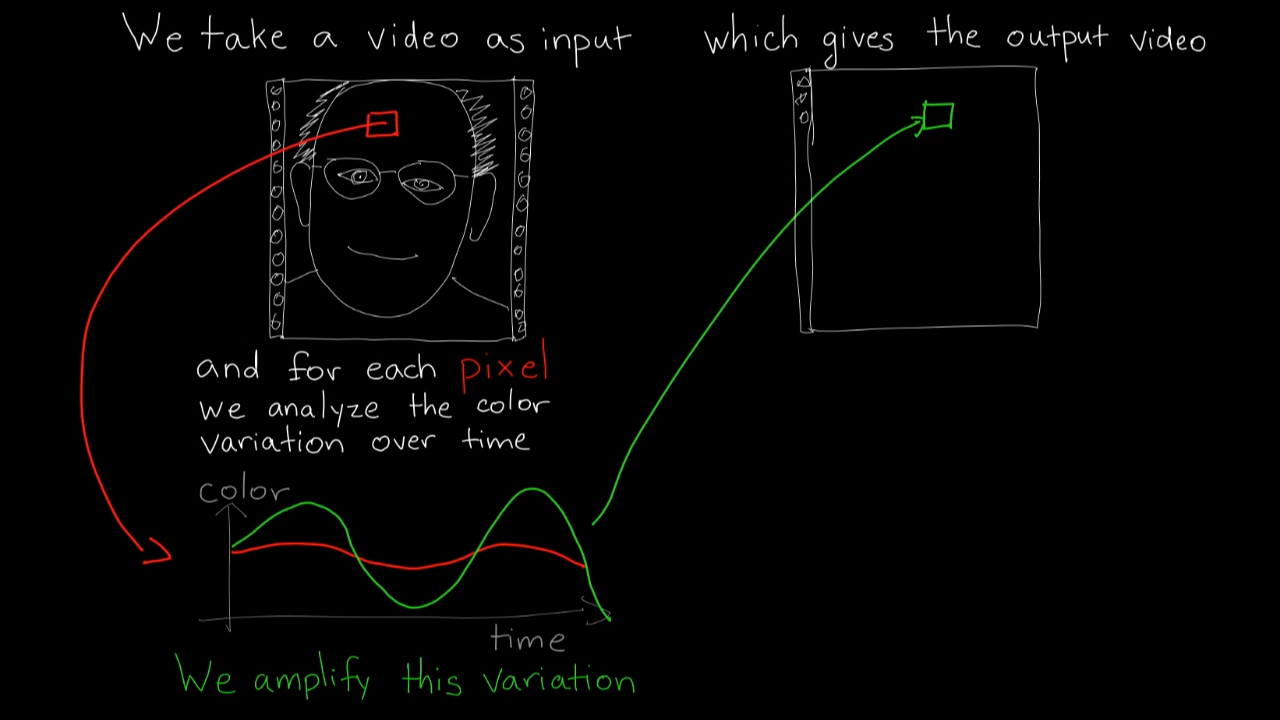 We take a video as input
and for each pixel
we analyze the color
variation over time
color
time
We amplify this variation
which gives the output video